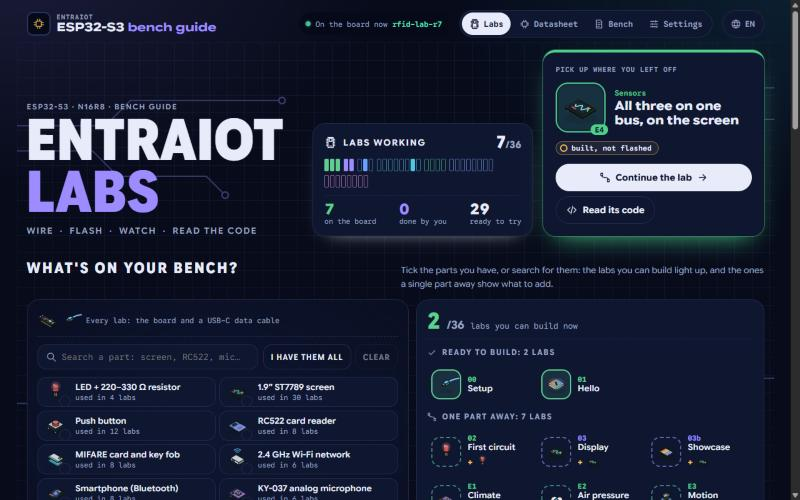 ENTRAIOT
ESP32-S3 bench guide
On the board now rfid-lab-r7
Labs
Datasheet
Bench
Settings
EN
ESP32-S3 · N16R8 · BENCH GUIDE
ENTRAIOT
LABS
WIRE · FLASH · WATCH · READ THE CODE
LABS WORKING
7/36
7
on the board
0
done by you
29
ready to try
PICK UP WHERE YOU LEFT OFF
E4
Sensors
All three on one
bus, on the screen
built, not flashed
Continue the lab →
Read its code
WHAT'S ON YOUR BENCH?
Tick the parts you have, or search for them: the labs you can build light up, and the ones
a single part away show what to add.
Every lab: the board and a USB-C data cable
Search a part: screen, RC522, mic…
I HAVE THEM ALL
CLEAR
LED + 220–330 Ω resistor
used in 4 labs
1.9" ST7789 screen
used in 30 labs
Push button
used in 12 labs
RC522 card reader
used in 8 labs
MIFARE card and key fob
used in 8 labs
2.4 GHz Wi-Fi network
used in 6 labs
Smartphone (Bluetooth)
used in 8 labs
KY-037 analog microphone
used in 6 labs
2 /36 labs you can build now
READY TO BUILD: 2 LABS
00
Setup
01
Hello
ONE PART AWAY: 7 LABS
02
First circuit
+
03
Display
+
03b
Showcase
+
E1
Climate
E2
Air pressure
E3
Motion